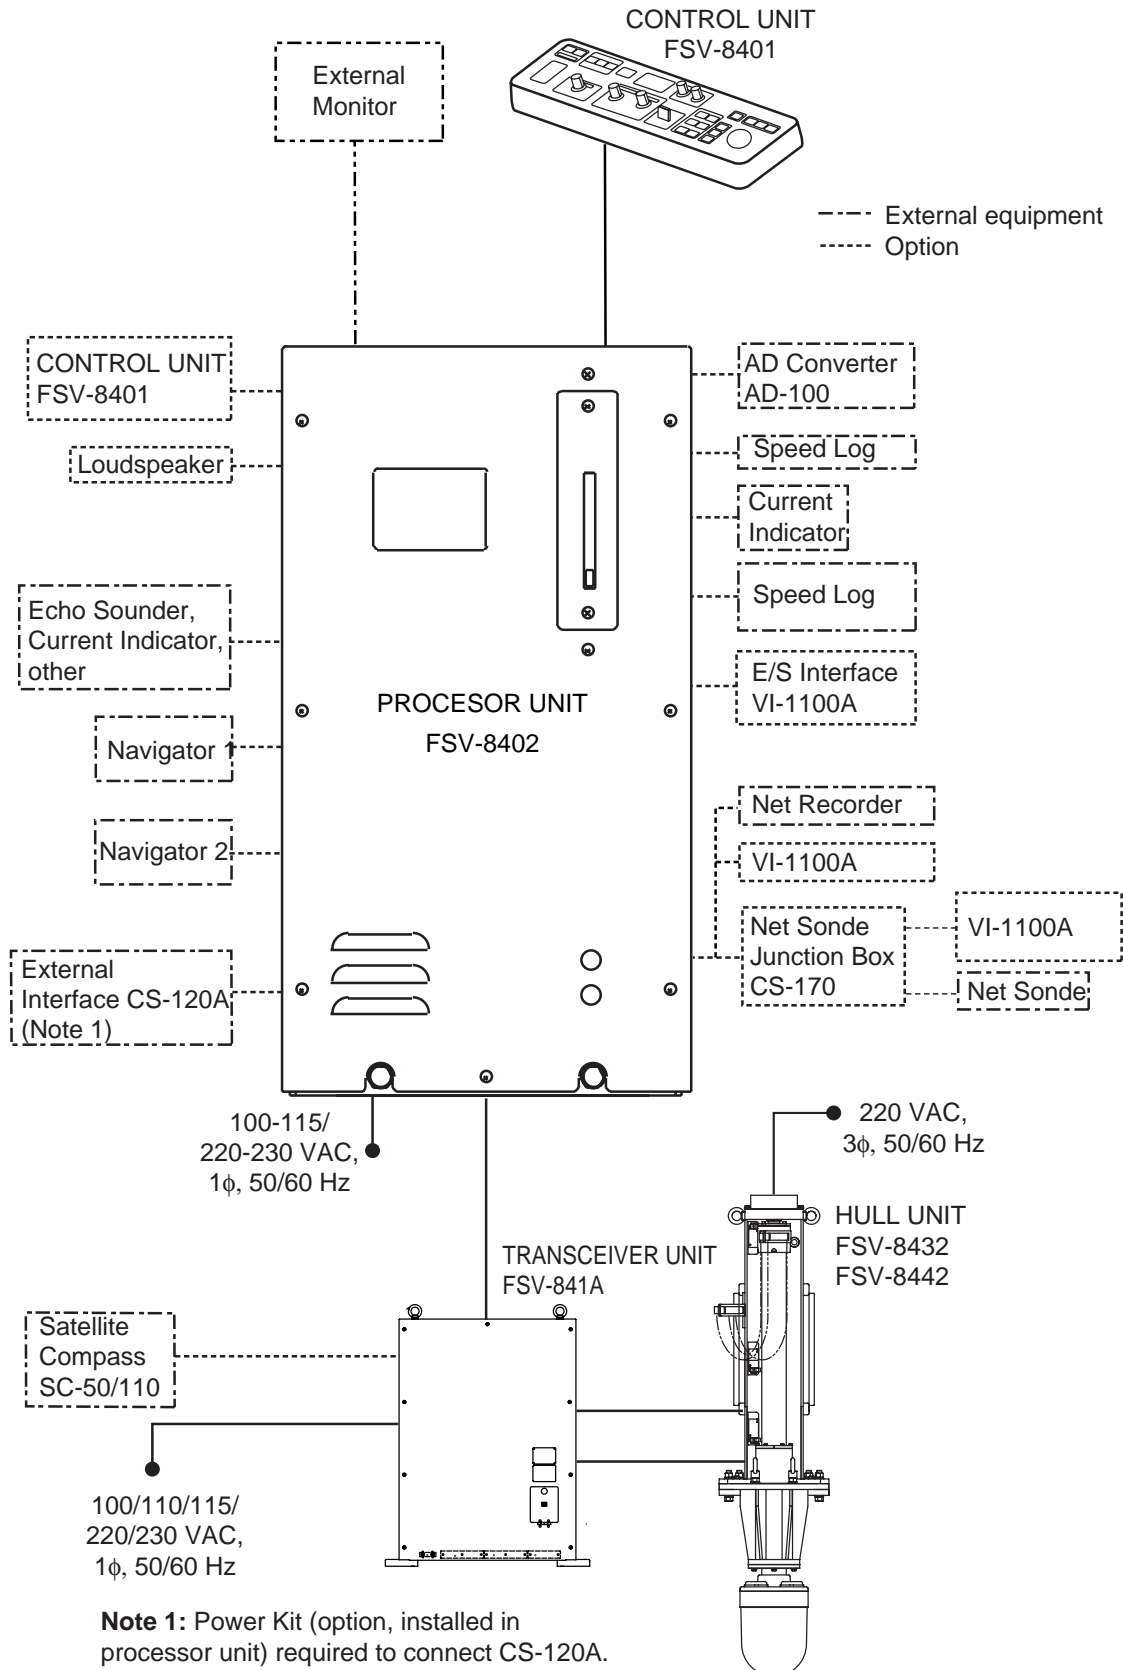 CONTROL UNIT
FSV-8401
External
Monitor
External equipment
Option
CONTROL UNIT
FSV-8401
Loudspeaker
Echo Sounder,
Current Indicator,
other
Navigator 1
Navigator 2
External
Interface CS-120A
(Note 1)
PROCESOR UNIT
FSV-8402
AD Converter
AD-100
Speed Log
Current
Indicator
Speed Log
E/S Interface
VI-1100A
Net Recorder
VI-1100A
Net Sonde
Junction Box
CS-170
VI-1100A
Net Sonde
100-115/
220-230 VAC,
1ϕ, 50/60 Hz
220 VAC,
3ϕ, 50/60 Hz
TRANSCEIVER UNIT
FSV-841A
HULL UNIT
FSV-8432
FSV-8442
Satellite
Compass
SC-50/110
100/110/115/
220/230 VAC,
1ϕ, 50/60 Hz
Note 1: Power Kit (option, installed in
processor unit) required to connect CS-120A.